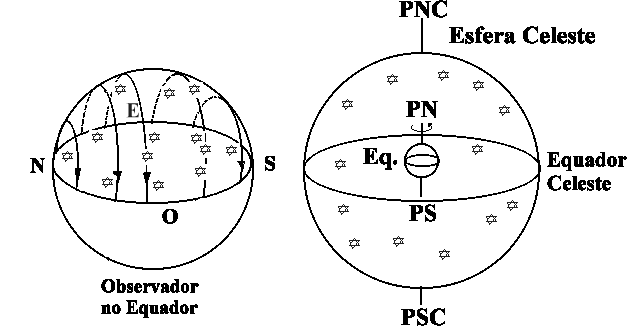 N
E
S
O
Observador
no Equador
PNC
Esfera Celeste
PN
Eq.
Equador
Celeste
PS
PSC